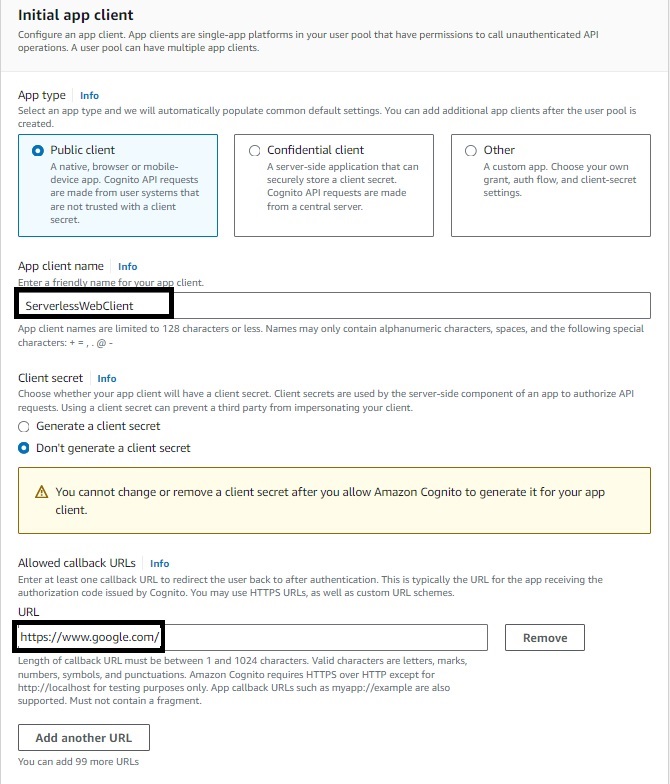 Initial app client
Configure an app client. App clients are single-app platforms in your user pool that have permissions to call unauthenticated API
operations. A user pool can have multiple app clients.
App type Info
Select an app type and we will automatically populate common default settings. You can add additional app clients after the user pool is
created.
Public client
A native, browser or mobile-
device app. Cognito API requests
are made from user systems that
are not trusted with a client
secret.
Confidential client
A server-side application that can
securely store a client secret.
Cognito API requests are made
from a central server.
Other
A custom app. Choose your own
grant, auth flow, and client-secret
settings.
App client name Info
Enter a friendly name for your app client.
ServerlessWebClient
App client names are limited to 128 characters or less. Names may only contain alphanumeric characters, spaces, and the following special
characters: + = , . @ -
Client secret Info
Choose whether your app client will have a client secret. Client secrets are used by the server-side component of an app to authorize API
requests. Using a client secret can prevent a third party from impersonating your client.
Generate a client secret
Don't generate a client secret
You cannot change or remove a client secret after you allow Amazon Cognito to generate it for your app
client.
Allowed callback URLs Info
Enter at least one callback URL to redirect the user back to after authentication. This is typically the URL for the app receiving the
authorization code issued by Cognito. You may use HTTPS URLs, as well as custom URL schemes.
URL
https://www.google.com/
Remove
Length of callback URL must be between 1 and 1024 characters. Valid characters are letters, marks,
numbers, symbols, and punctuations. Amazon Cognito requires HTTPS over HTTP except for
http://localhost for testing purposes only. App callback URLs such as myapp://example are also
supported. Must not contain a fragment.
Add another URL
You can add 99 more URLs